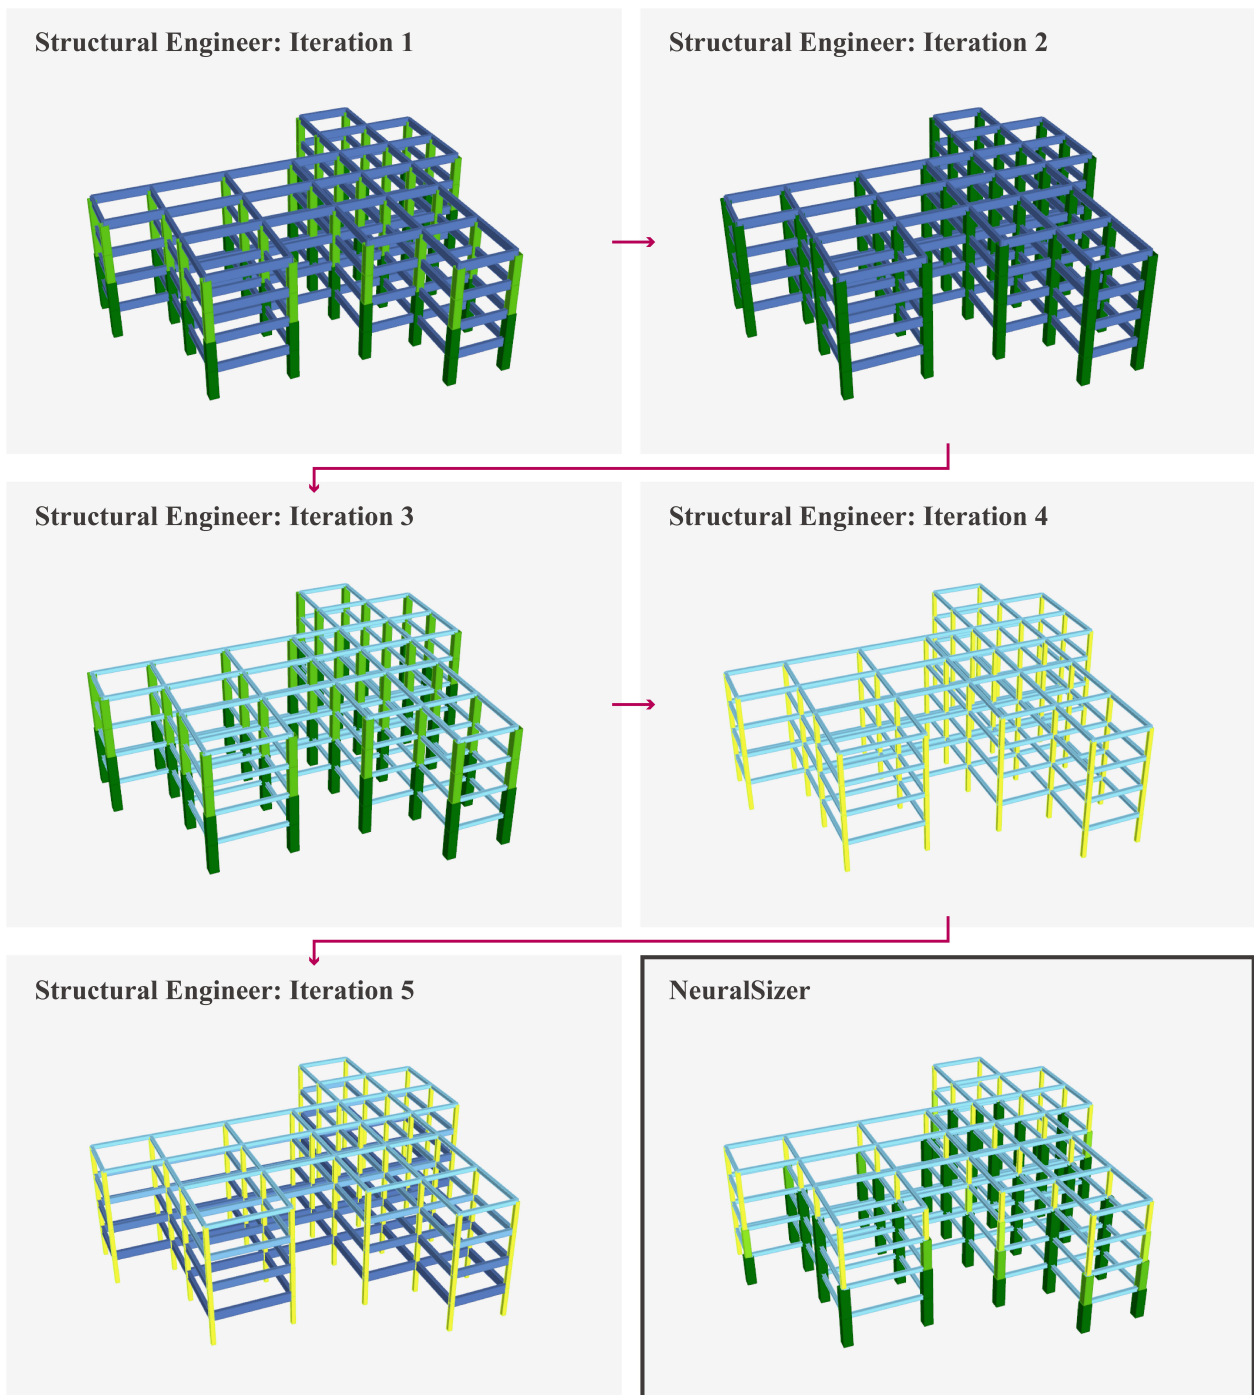 Structural Engineer: Iteration 1
Structural Engineer: Iteration 2
Structural Engineer: Iteration 3
Structural Engineer: Iteration 4
Structural Engineer: Iteration 5
NeuralSizer